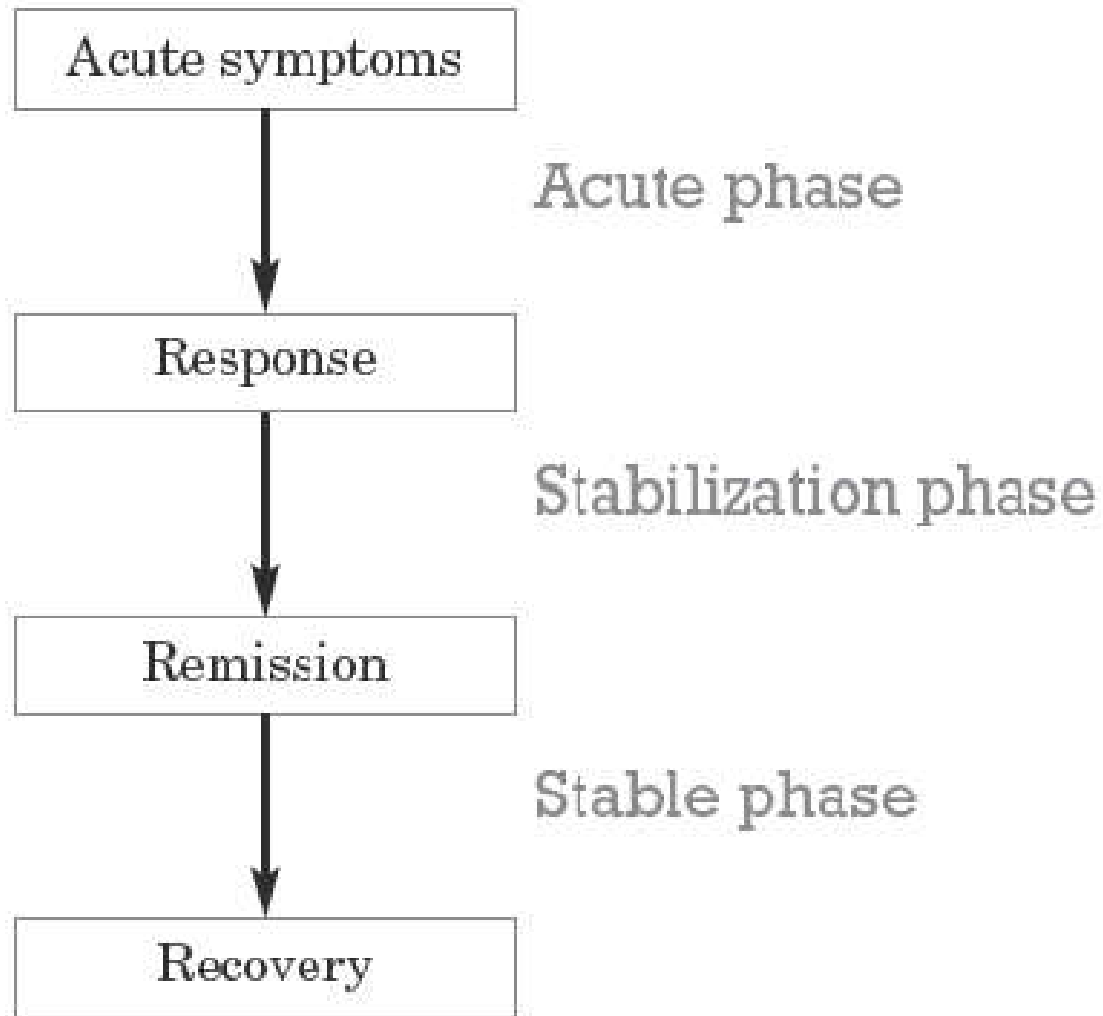 Acute symptoms
Acute phase
Response
Stabilization phase
Remission
Stable phase
Recovery